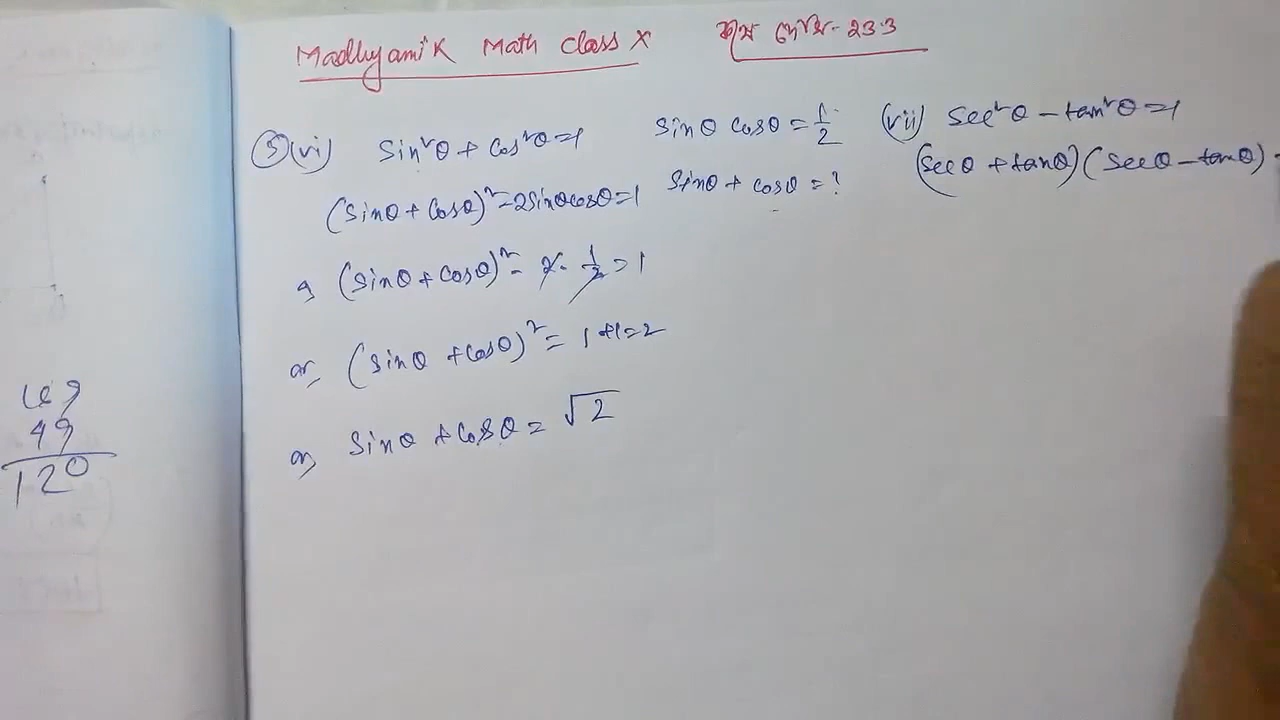 Madhyamik Math Class X কষে দেখি- 23.3
5 (vi) Sin²θ + Cos²θ = 1
(Sinθ + Cosθ)² - 2Sinθcosθ = 1
(Sinθ + Cosθ)² - 2. 1/2 = 1
or, (Sinθ + Cosθ)² = 1+1=2
or, Sinθ + Cosθ = √2
Sinθ Cosθ = 1/2
Sinθ + Cosθ = ?
(vii) Sec²θ - tan²θ = 1
(Secθ + tanθ) (Secθ - tanθ)
49
120